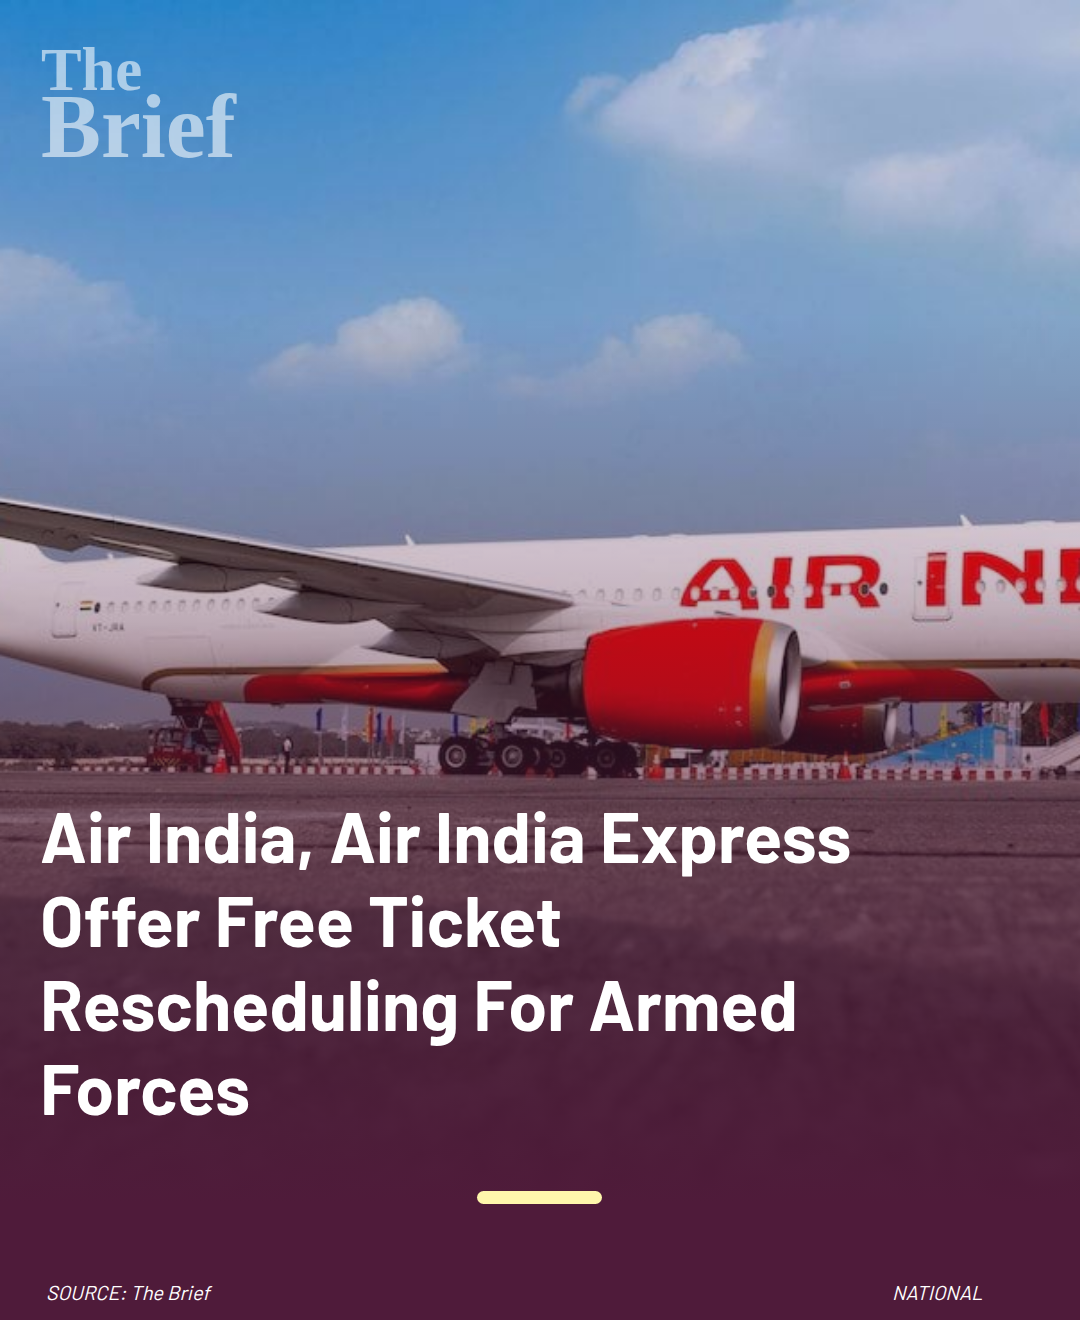 The
Brief
AIR IND
VT-JRA
Air India, Air India Express
Offer Free Ticket
Rescheduling For Armed
Forces
SOURCE: The Brief
NATIONAL